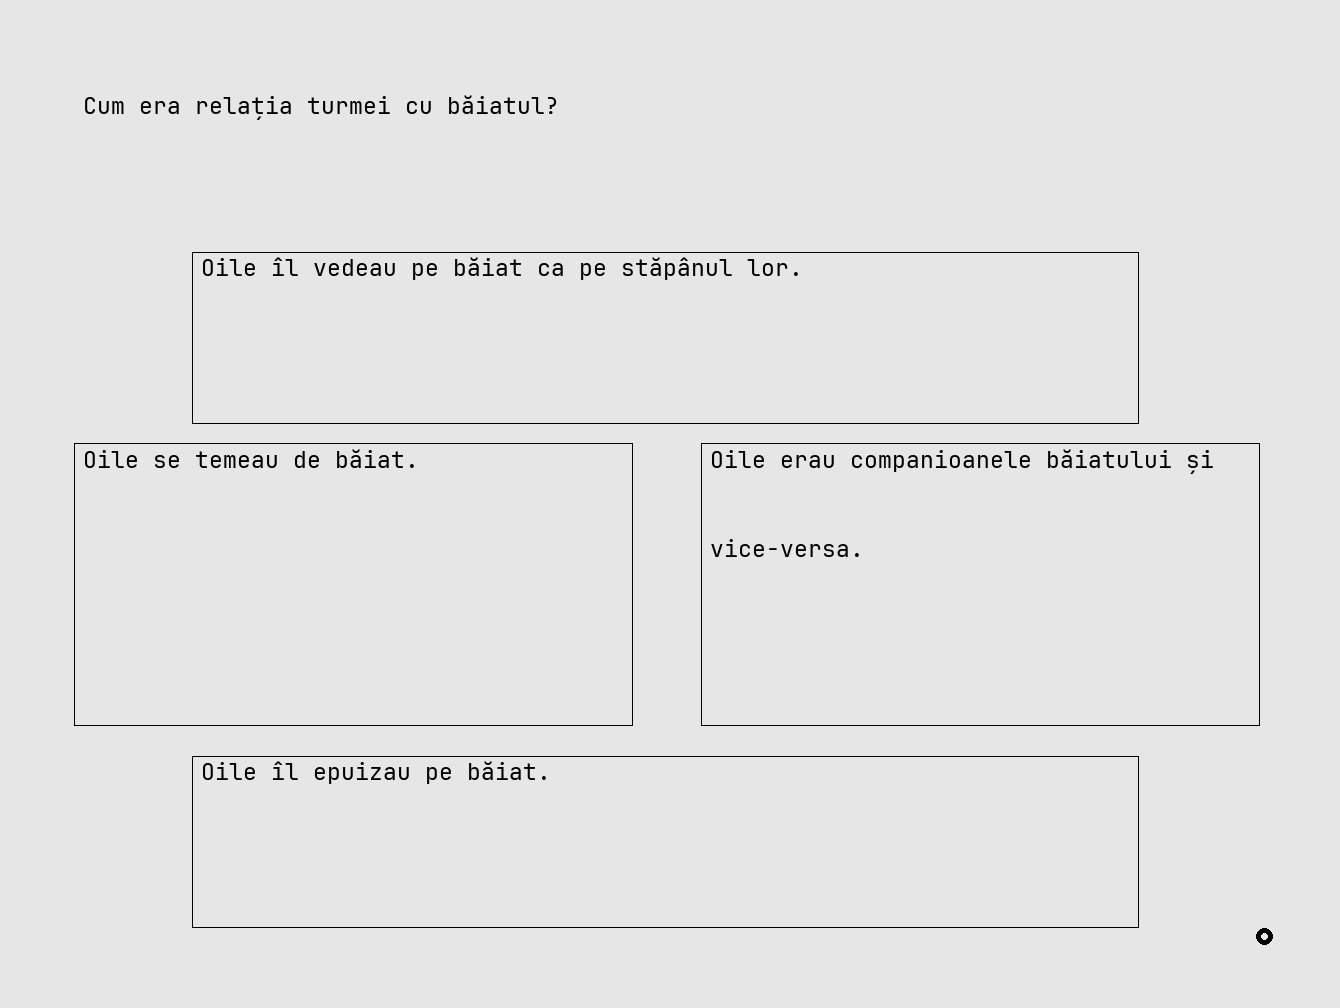 Cum era relația turmei cu băiatul?
Oile îl vedeau pe băiat ca pe stăpânul lor.
Oile se temeau de băiat.
Oile erau companioanele băiatului și
vice-versa.
Oile îl epuizau pe băiat.